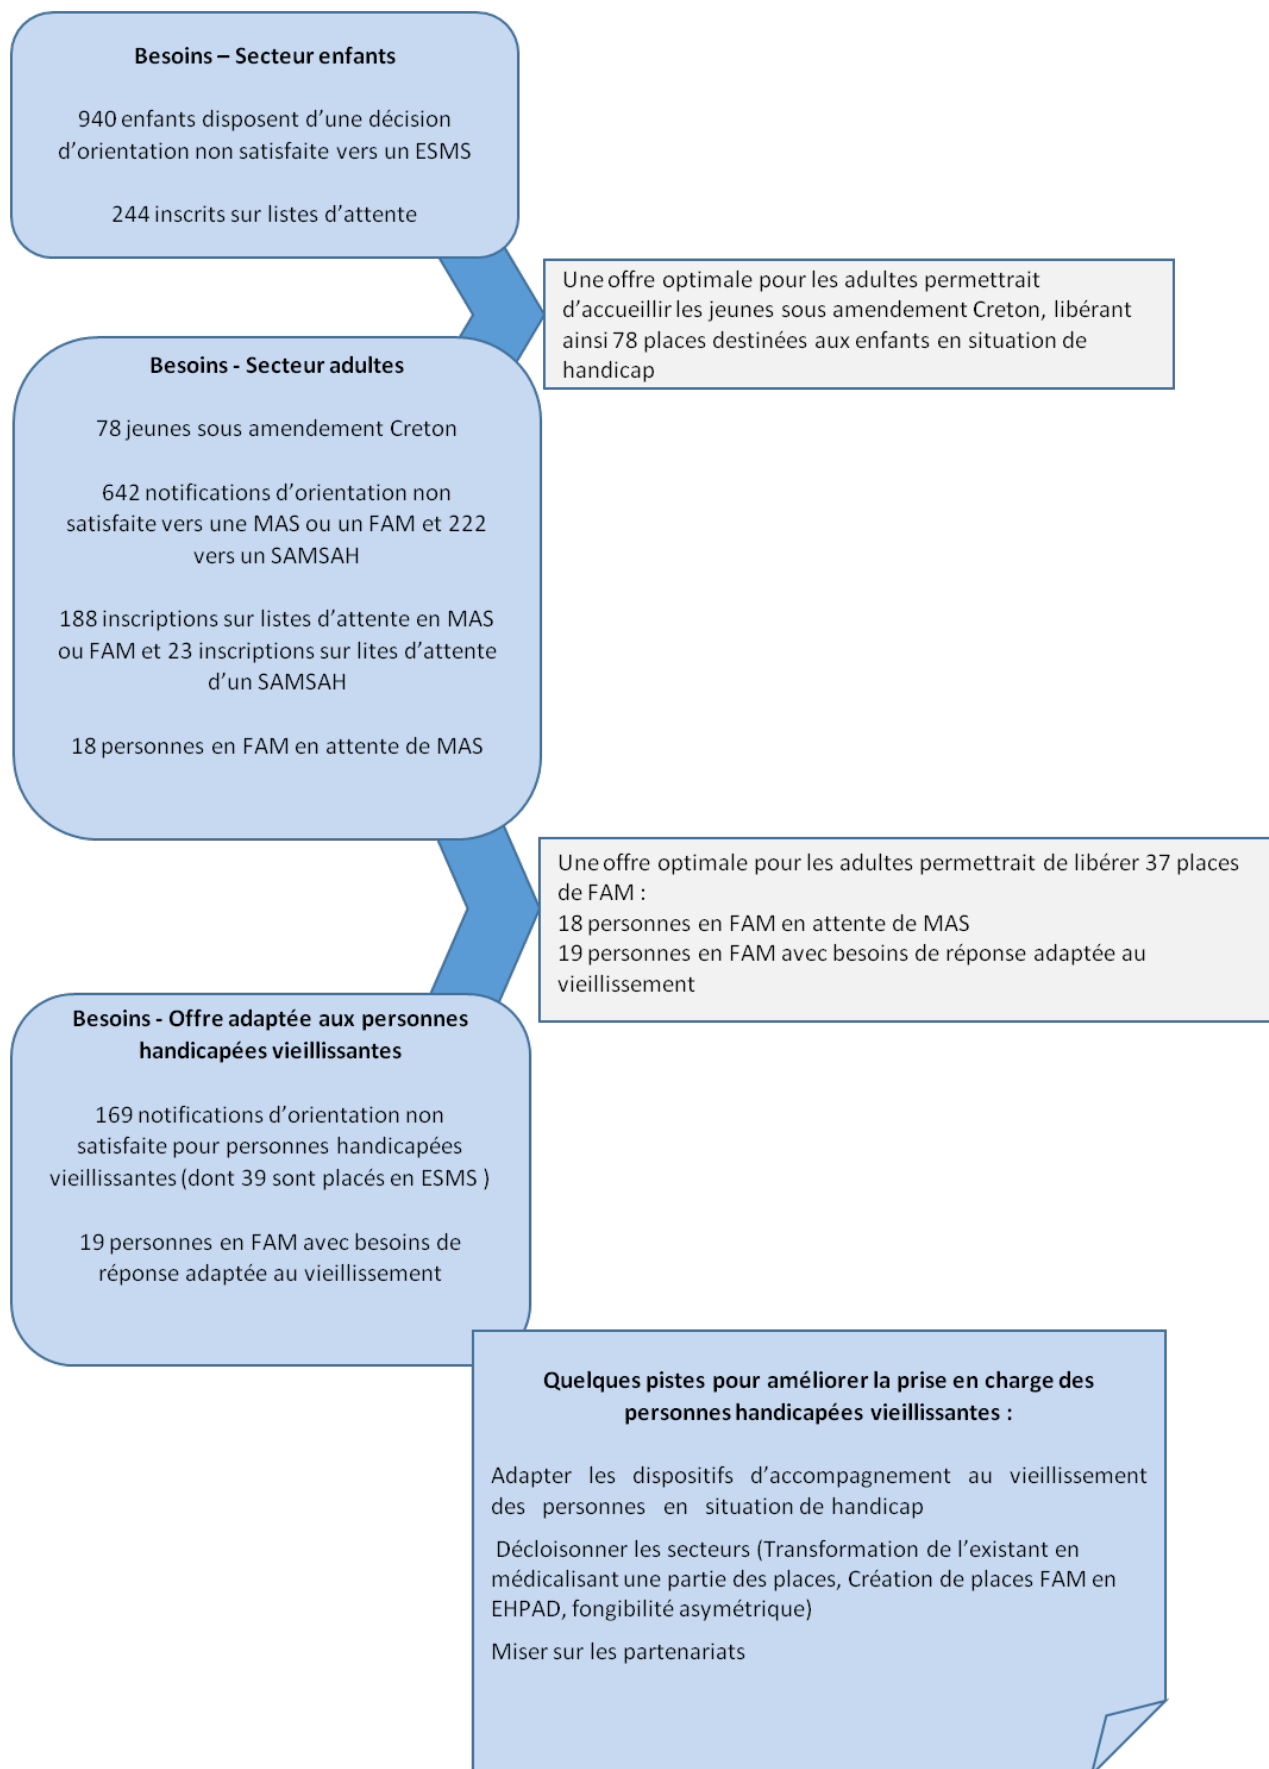 Besoins – Secteur enfants
940 enfants disposent d’une décision
d’orientation non satisfaite vers un ESMS
244 inscrits sur listes d’attente
Une offre optimale pour les adultes permettrait
d’accueillir les jeunes sous amendement Creton, libérant
ainsi 78 places destinées aux enfants en situation de
handicap
Besoins - Secteur adultes
78 jeunes sous amendement Creton
642 notifications d’orientation non
satisfaite vers une MAS ou un FAM et 222
vers un SAMSAH
188 inscriptions sur listes d’attente en MAS
ou FAM et 23 inscriptions sur lites d’attente
d’un SAMSAH
18 personnes en FAM en attente de MAS
Une offre optimale pour les adultes permettrait de libérer 37 places
de FAM :
18 personnes en FAM en attente de MAS
19 personnes en FAM avec besoins de réponse adaptée au
vieillissement
Besoins - Offre adaptée aux personnes
handicapées vieillissantes
169 notifications d’orientation non
satisfaite pour personnes handicapées
vieillissantes (dont 39 sont placés en ESMS )
19 personnes en FAM avec besoins de
réponse adaptée au vieillissement
Quelques pistes pour améliorer la prise en charge des
personnes handicapées vieillissantes :
Adapter les dispositifs d’accompagnement au vieillissement
des personnes en situation de handicap
Décloisonner les secteurs (Transformation de l’existant en
médicalisant une partie des places, Création de places FAM en
EHPAD, fongibilité asymétrique)
Miser sur les partenariats